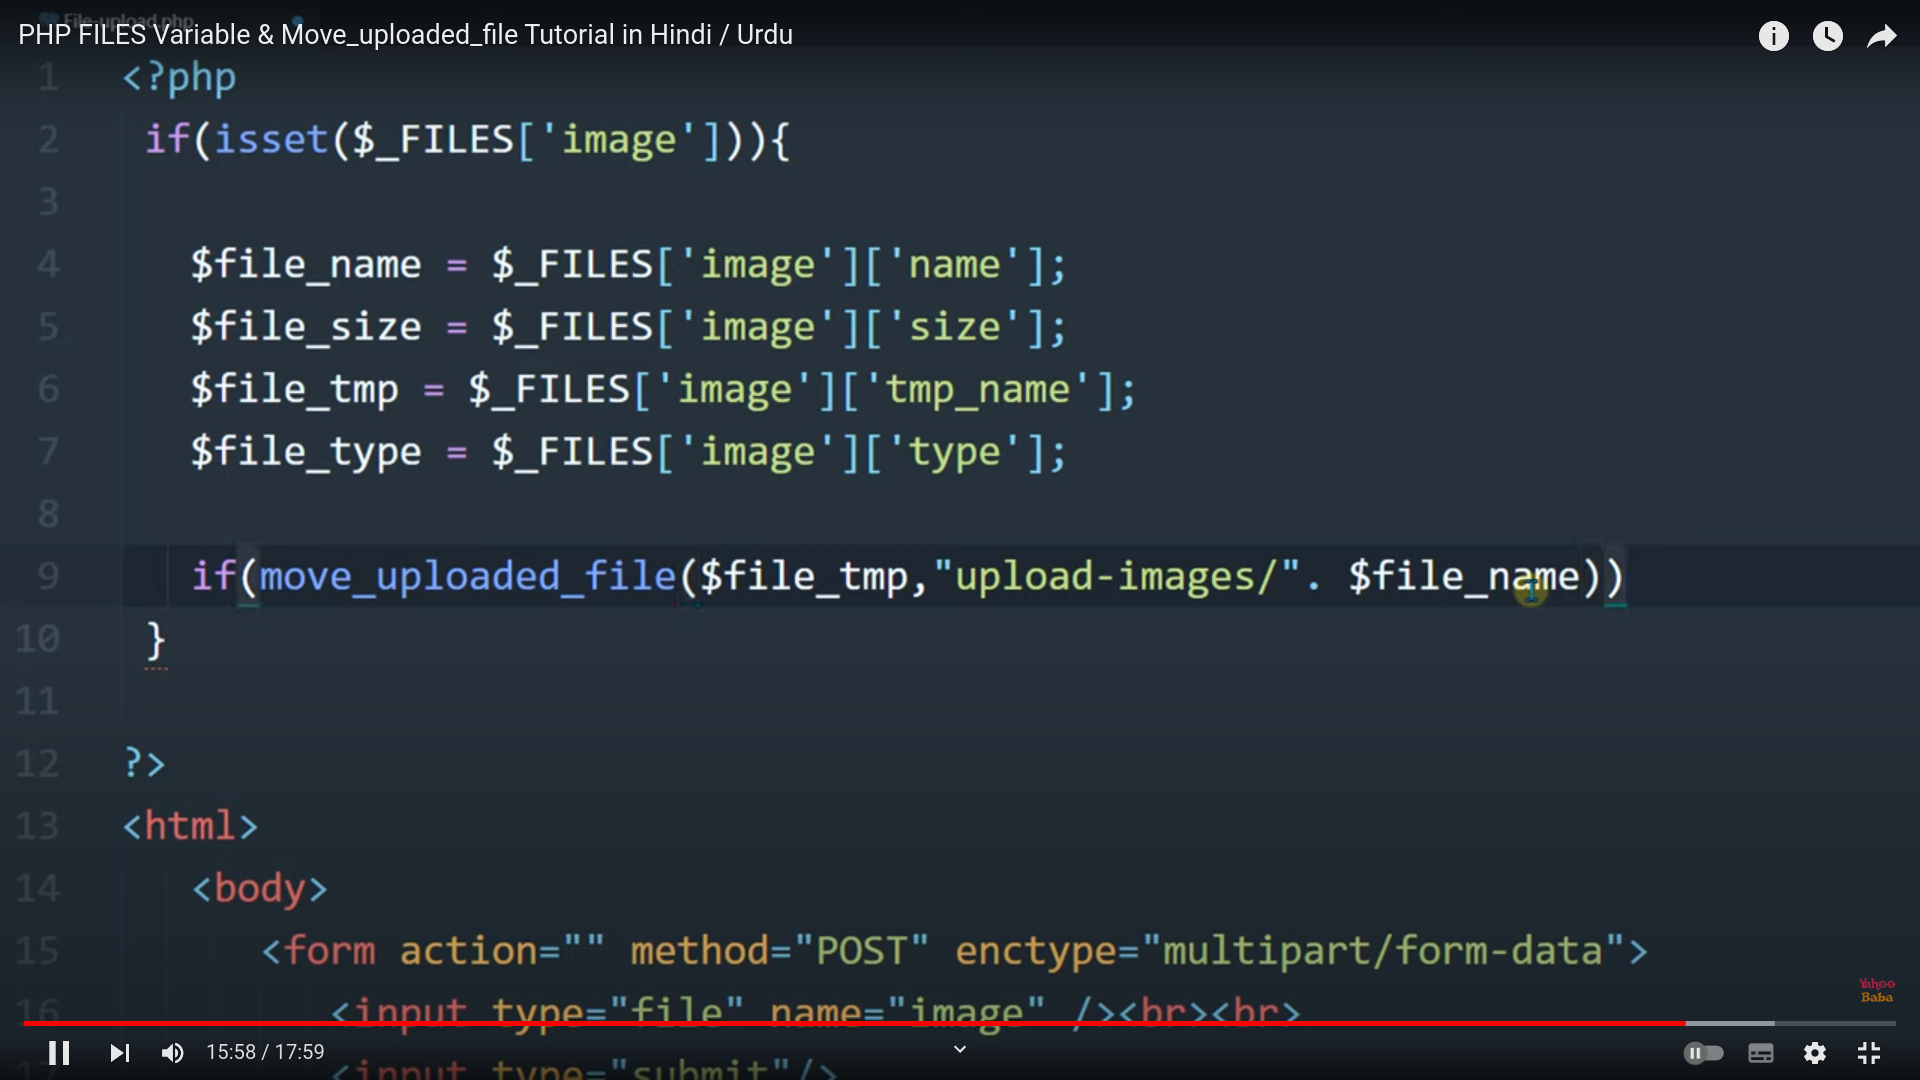 File-upload.php
PHP FILES Variable & Move_uploaded_file Tutorial in Hindi / Urdu
1 <?php
2 if(isset($_FILES['image'])){
3
4 $file_name = $_FILES['image']['name'];
5 $file_size = $_FILES['image']['size'];
6 $file_tmp = $_FILES['image']['tmp_name'];
7 $file_type = $_FILES['image']['type'];
8
9 if(move_uploaded_file($file_tmp,"upload-images/". $file_name))
10 }
11
12 ?>
13 <html>
14 <body>
15 <form action="" method="POST" enctype="multipart/form-data">
16 <input type="file" name="image" /><br><br>
17 <input type="submit"/>
Yahoo
Baba
15:58 / 17:59